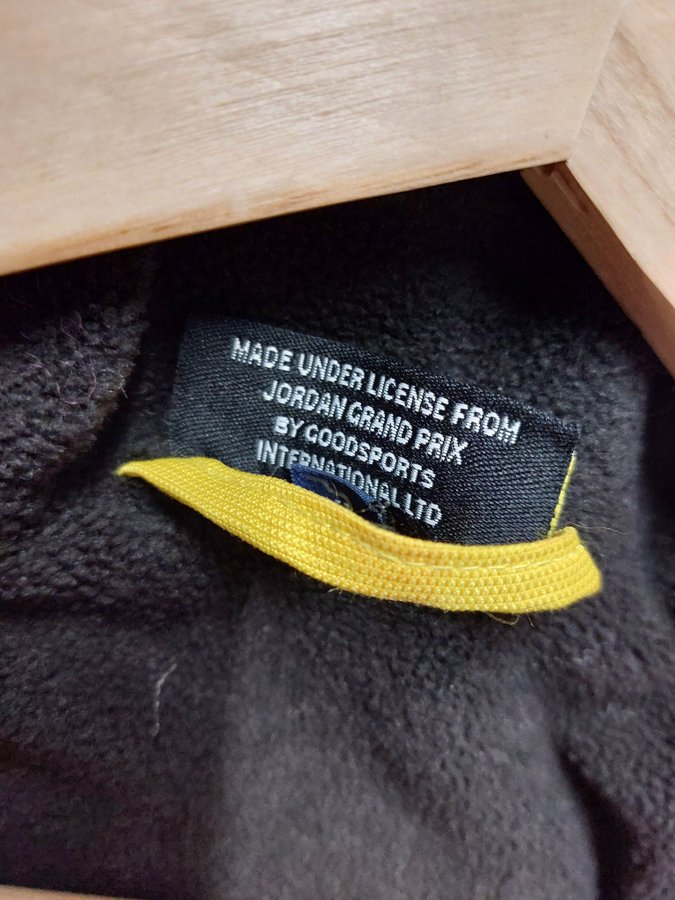 MADE UNDER LICENSE FROM
JORDAN GRAND PRIX
BY GOODSPORTS
INTERNATIONAL LTD